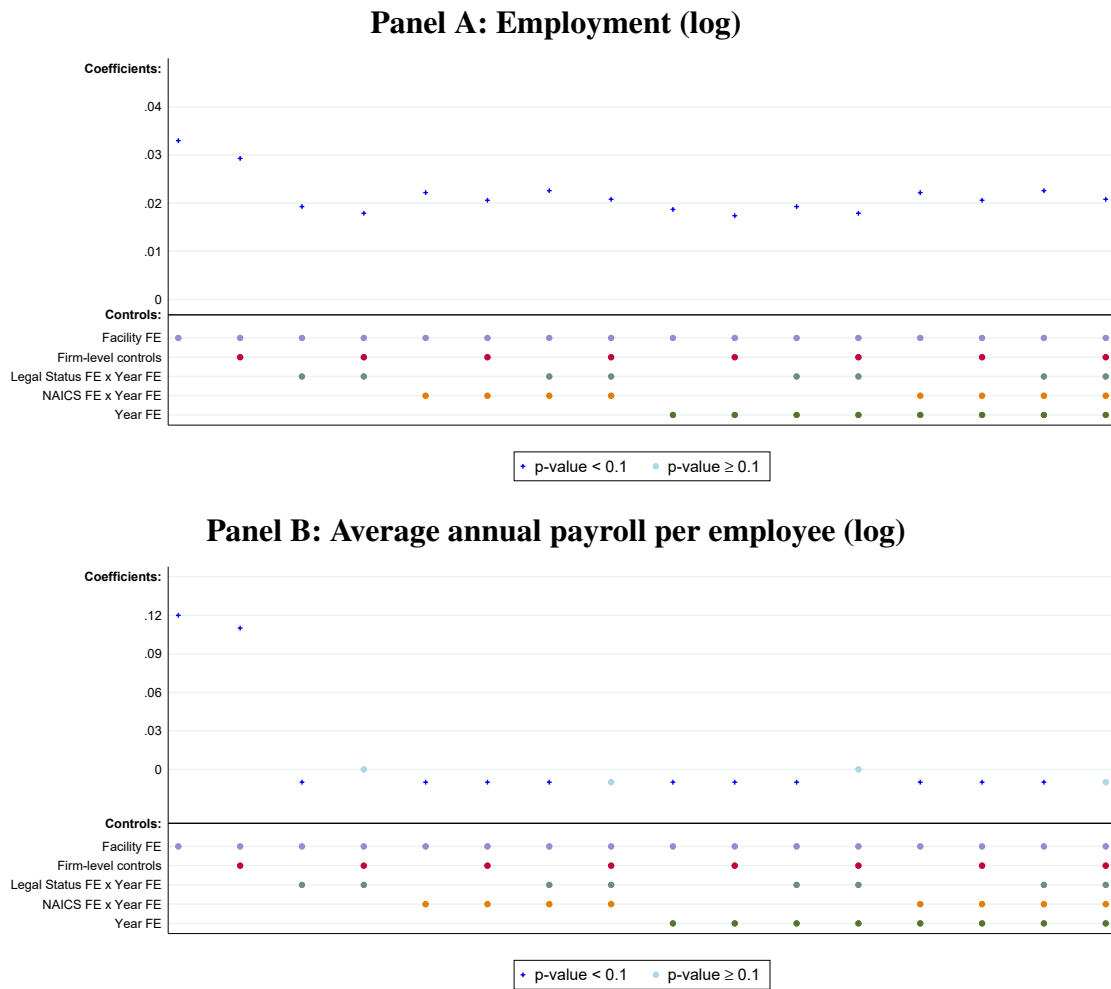 Panel A: Employment (log)
Coefficients:
.04
.03
.02
.01
0
Controls:
Facility FE
Firm-level controls
Legal Status FE x Year FE
NAICS FE x Year FE
Year FE
p-value < 0.1 p-value ≥ 0.1
Panel B: Average annual payroll per employee (log)
Coefficients:
.12
.09
.06
.03
0
Controls:
Facility FE
Firm-level controls
Legal Status FE x Year FE
NAICS FE x Year FE
Year FE
p-value < 0.1 p-value ≥ 0.1